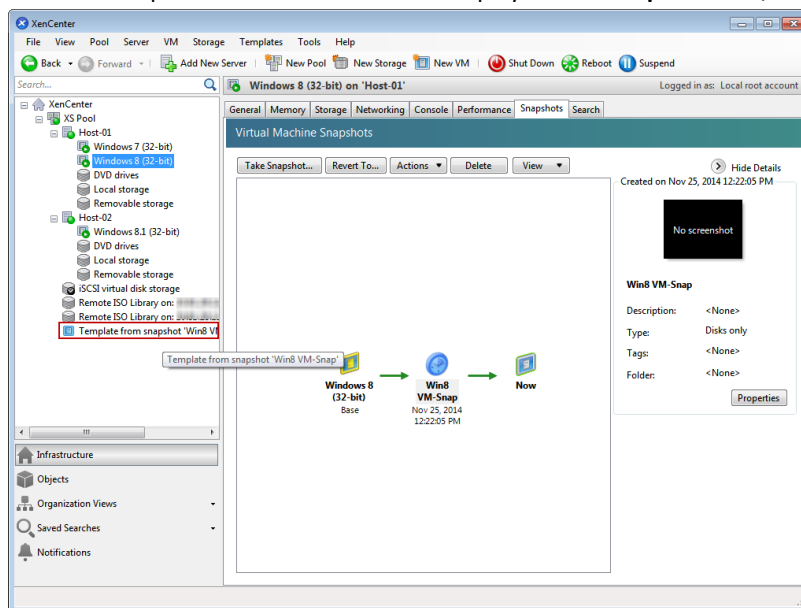 XenCenter
File View Pool Server VM Storage Templates Tools Help
Back Forward Add New Server New Pool New Storage New VM Shut Down Reboot Suspend
Search...
Windows 8 (32-bit) on 'Host-01'
Logged in as: Local root account
XenCenter
XS Pool
Host-01
Windows 7 (32-bit)
Windows 8 (32-bit)
DVD drives
Local storage
Removable storage
Host-02
Windows 8.1 (32-bit)
DVD drives
Local storage
Removable storage
iSCSI virtual disk storage
Remote ISO Library on:
Remote ISO Library on:
Template from snapshot 'Win8 VM
Template from snapshot 'Win8 VM-Snap'
Infrastructure
Objects
Organization Views
Saved Searches
Notifications
General Memory Storage Networking Console Performance Snapshots Search
Virtual Machine Snapshots
Take Snapshot... Revert To... Actions Delete View
Hide Details
Windows 8
(32-bit)
Base
Win8
VM-Snap
Nov 25, 2014
12:22:05 PM
Now
Created on Nov 25, 2014 12:22:05 PM
No screenshot
Win8 VM-Snap
Description: <None>
Type: Disks only
Tags: <None>
Folder: <None>
Properties